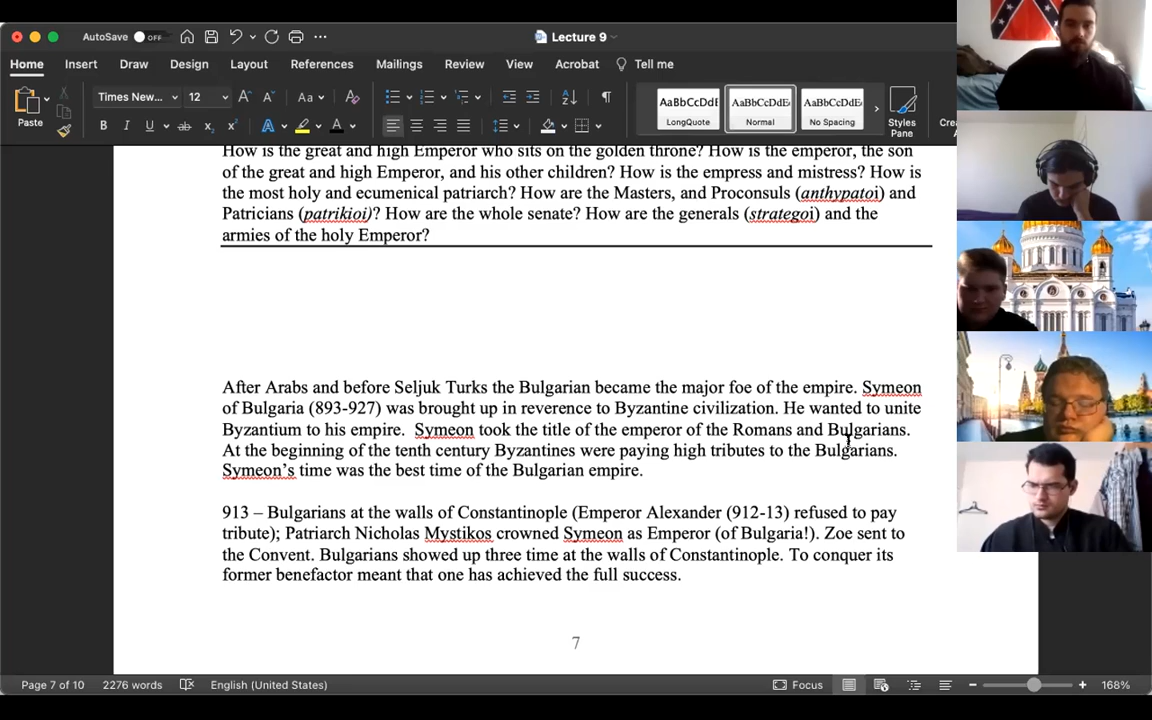 AutoSave OFF
Lecture 9
Home Insert Draw Design Layout References Mailings Review View Acrobat Tell me
Paste
Times New... 12
AaBbCcDdE AaBbCcDdEe AaBbCcDdEe
LongQuote Normal No Spacing
Styles
Pane
How is the great and high Emperor who sits on the golden throne? How is the emperor, the son
of the great and high Emperor, and his other children? How is the empress and mistress? How is
the most holy and ecumenical patriarch? How are the Masters, and Proconsuls (anthypatoi) and
Patricians (patrikioi)? How are the whole senate? How are the generals (strategoi) and the
armies of the holy Emperor?
After Arabs and before Seljuk Turks the Bulgarian became the major foe of the empire. Symeon
of Bulgaria (893-927) was brought up in reverence to Byzantine civilization. He wanted to unite
Byzantium to his empire. Symeon took the title of the emperor of the Romans and Bulgarians.
At the beginning of the tenth century Byzantines were paying high tributes to the Bulgarians.
Symeon's time was the best time of the Bulgarian empire.
913 – Bulgarians at the walls of Constantinople (Emperor Alexander (912-13) refused to pay
tribute); Patriarch Nicholas Mystikos crowned Symeon as Emperor (of Bulgaria!). Zoe sent to
the Convent. Bulgarians showed up three time at the walls of Constantinople. To conquer its
former benefactor meant that one has achieved the full success.
7
Page 7 of 10 2276 words English (United States) Focus 168%